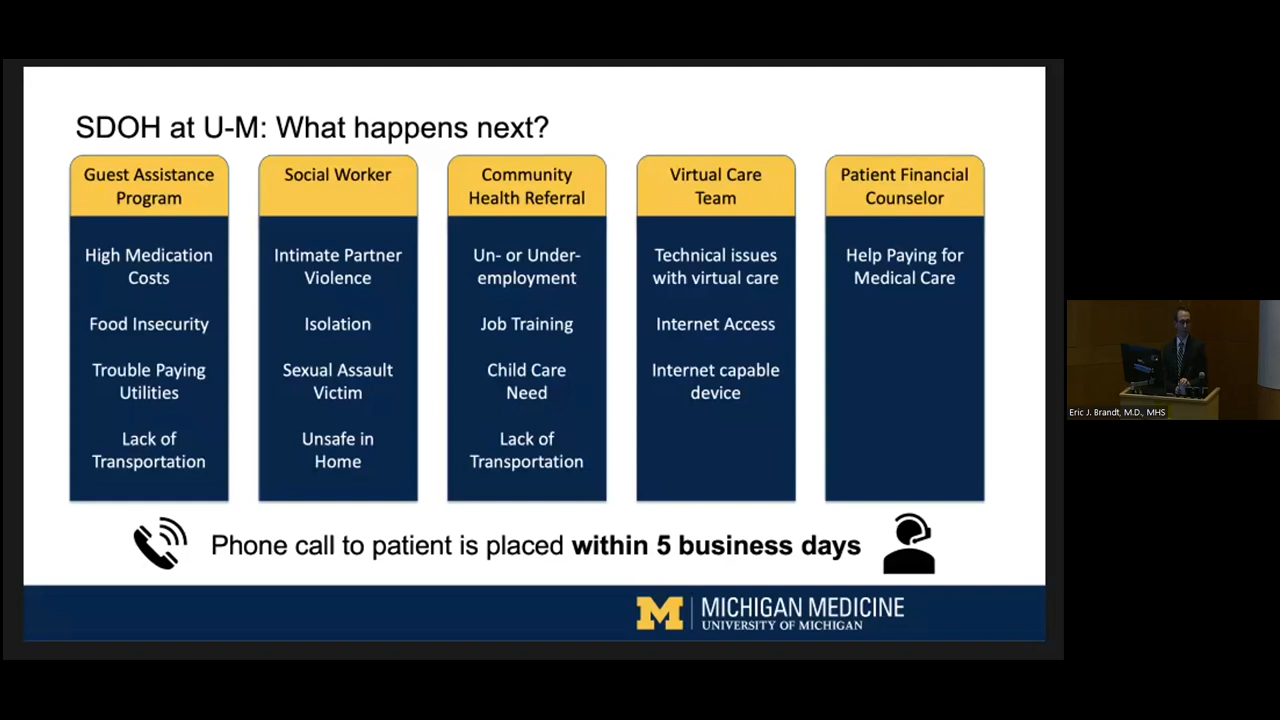 SDOH at U-M: What happens next?
Guest Assistance
Program
High Medication
Costs
Food Insecurity
Trouble Paying
Utilities
Lack of
Transportation
Social Worker
Intimate Partner
Violence
Isolation
Sexual Assault
Victim
Unsafe in
Home
Community
Health Referral
Un- or Under-
employment
Job Training
Child Care
Need
Lack of
Transportation
Virtual Care
Team
Technical issues
with virtual care
Internet Access
Internet capable
device
Patient Financial
Counselor
Help Paying for
Medical Care
Phone call to patient is placed within 5 business days
M
MICHIGAN MEDICINE
UNIVERSITY OF MICHIGAN
Eric J. Brandt, M.D., MHS